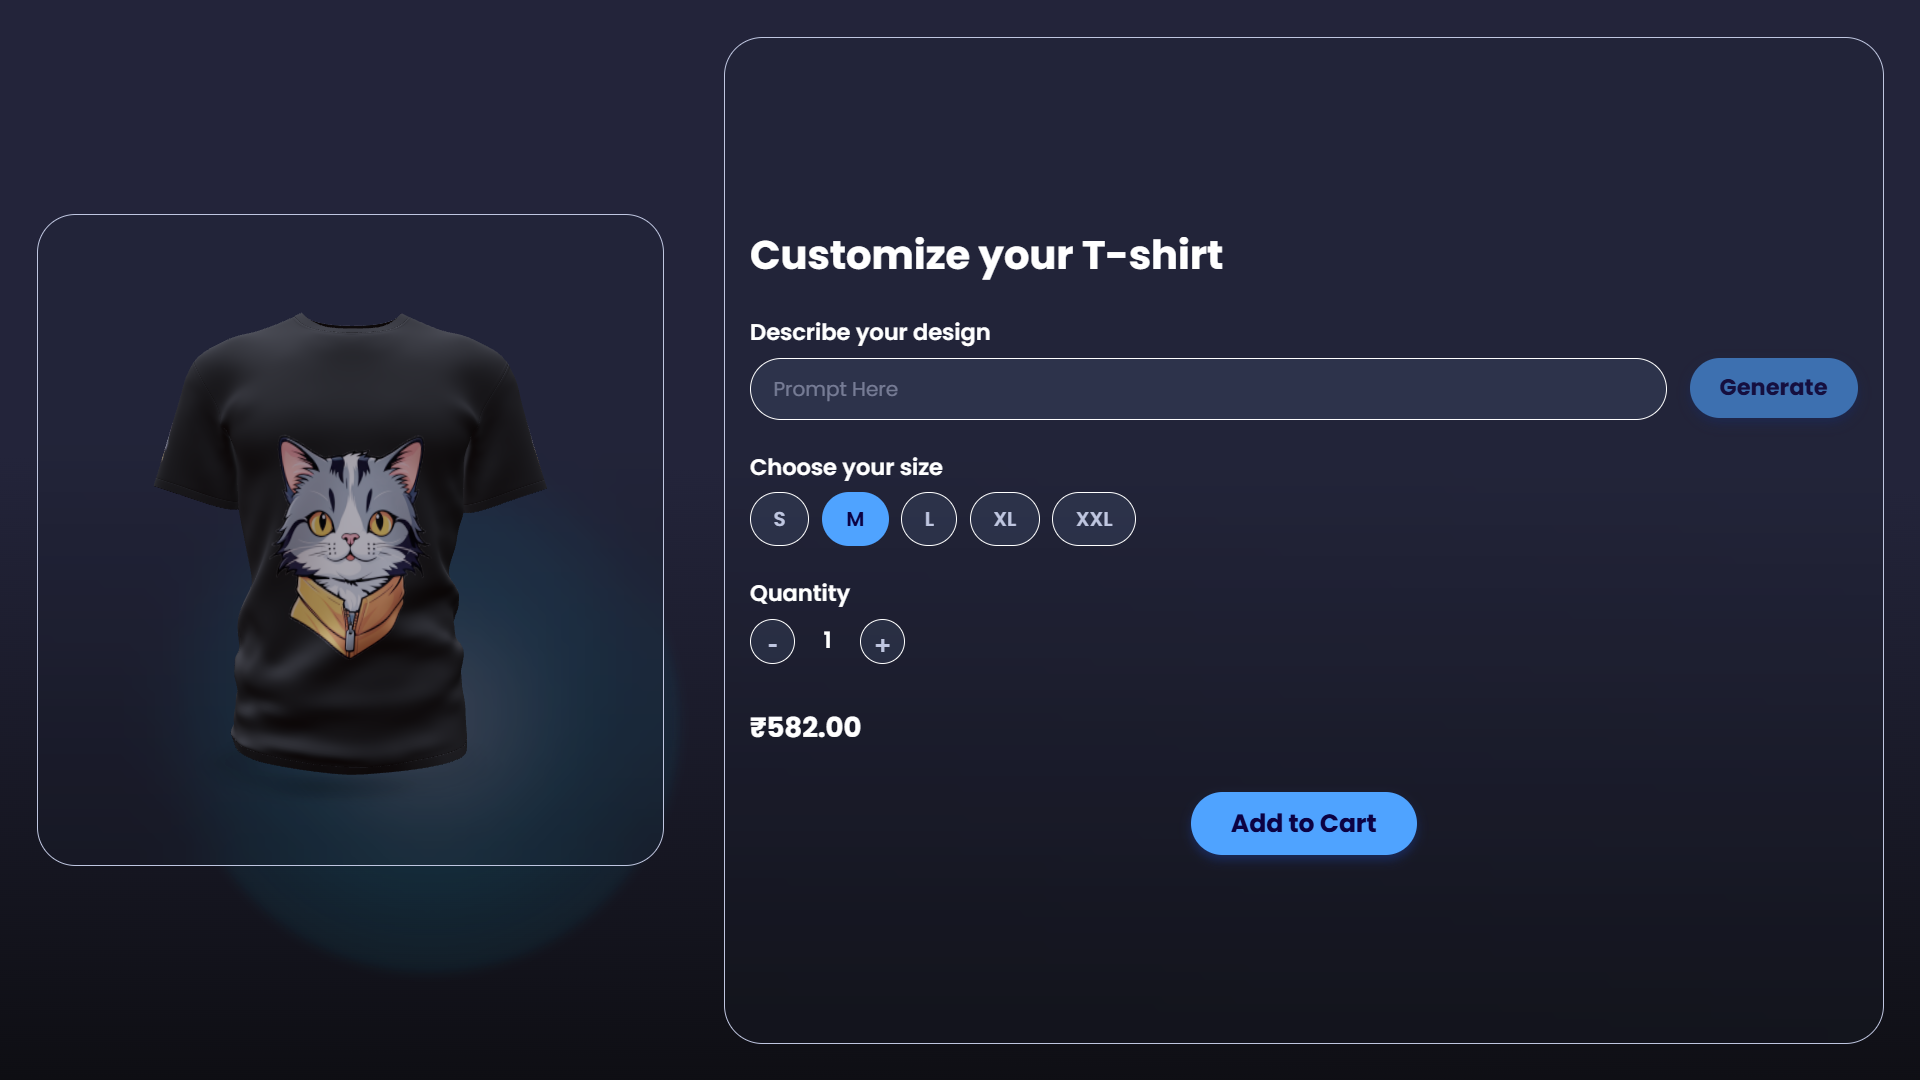 Customize your T-shirt
Describe your design
Prompt Here
Generate
Choose your size
S M L XL XXL
Quantity
- 1 +
₹582.00
Add to Cart